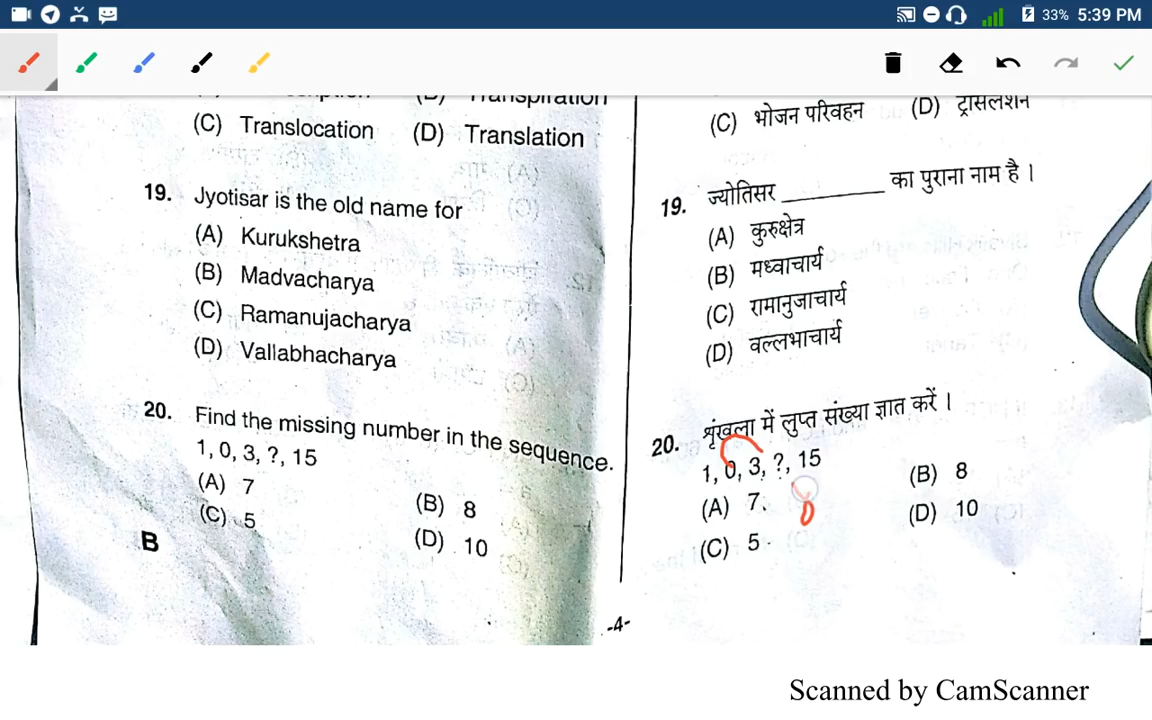 33% 5:39 PM
(C) Translocation (D) Translation
19. Jyotisar is the old name for
(A) Kurukshetra
(B) Madvacharya
(C) Ramanujacharya
(D) Vallabhacharya
20. Find the missing number in the sequence.
1, 0, 3, ?, 15
(A) 7
(B) 8
(C) 5
(D) 10
B
(C) भोजन परिवहन (D) ट्रांसलेशन
19. ज्योतिसर ________ का पुराना नाम है ।
(A) कुरुक्षेत्र
(B) मध्वाचार्य
(C) रामानुजाचार्य
(D) वल्लभाचार्य
20. शृंखला में लुप्त संख्या ज्ञात करें ।
1, 0, 3, ?, 15
(A) 7
(B) 8
(C) 5
(D) 10
-4-
Scanned by CamScanner